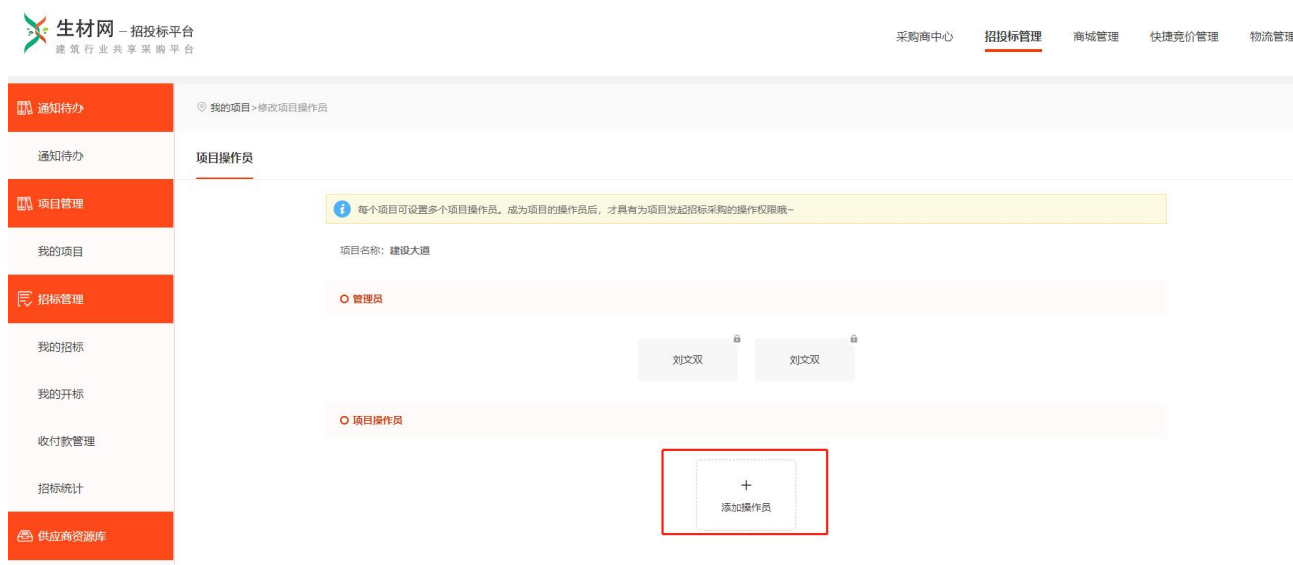 生材网 – 招投标平台
建筑行业共享采购平台
采购商中心 招投标管理 商城管理 快捷竞价管理 物流管理
通知待办
我的项目>修改项目操作员
通知待办
项目操作员
项目管理
每个项目可设置多个项目操作员。成为项目的操作员后，才具有为项目发起招标采购的操作权限哦~
我的项目
项目名称：建设大道
招标管理
管理员
我的招标
刘文双 刘文双
我的开标
项目操作员
收付款管理
招标统计
+
添加操作员
供应商资源库